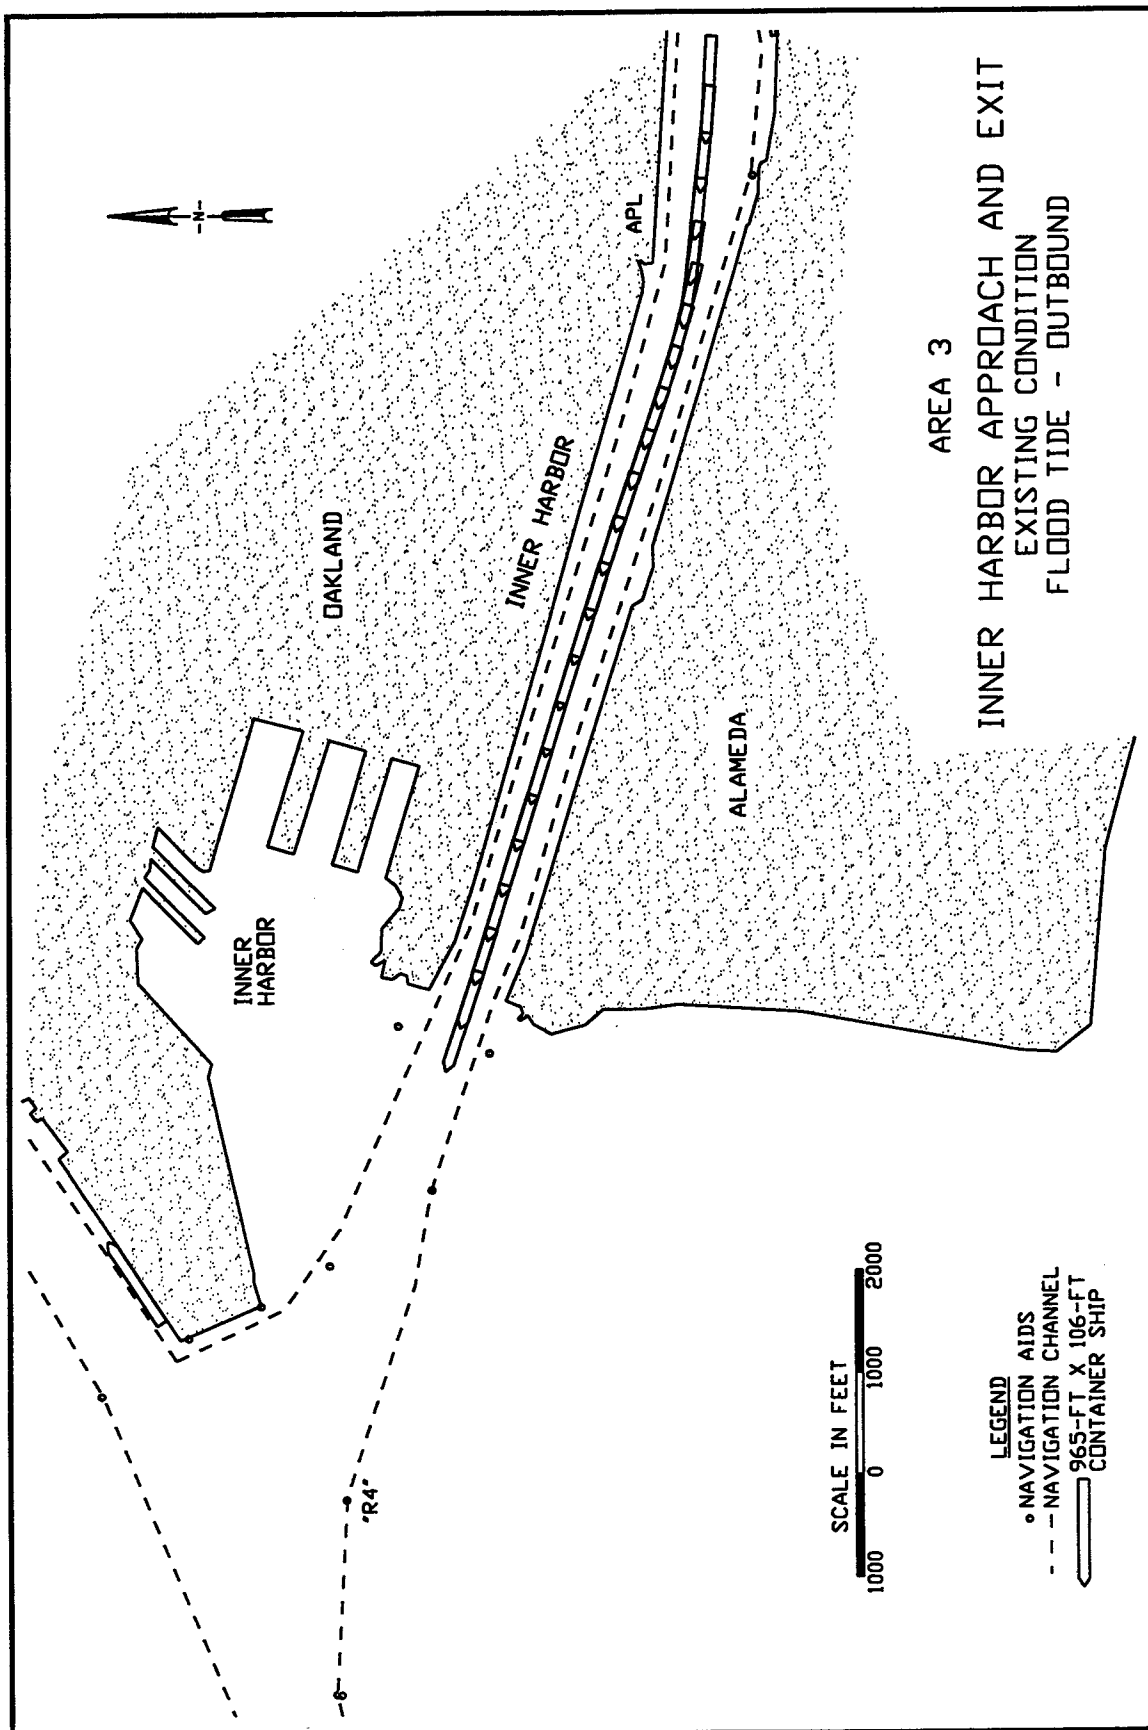 -N-
APL
OAKLAND
INNER HARBOR
INNER
HARBOR
ALAMEDA
"R4"
AREA 3
INNER HARBOR APPROACH AND EXIT
EXISTING CONDITION
FLOOD TIDE - OUTBOUND
SCALE IN FEET
1000 0 1000 2000
LEGEND
NAVIGATION AIDS
NAVIGATION CHANNEL
965-FT X 106-FT
CONTAINER SHIP